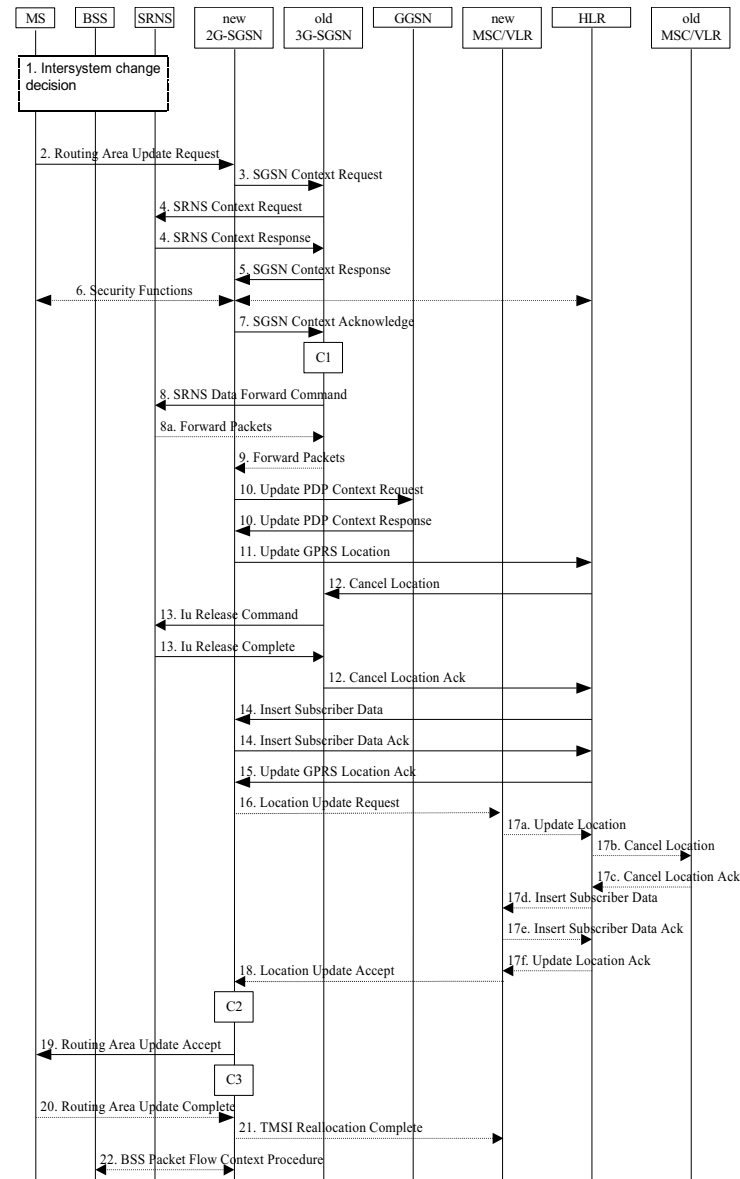 MS
BSS
SRNS
new
2G-SGSN
old
3G-SGSN
GGSN
new
MSC/VLR
HLR
old
MSC/VLR
1. Intersystem change
decision
2. Routing Area Update Request
3. SGSN Context Request
4. SRNS Context Request
4. SRNS Context Response
5. SGSN Context Response
6. Security Functions
7. SGSN Context Acknowledge
C1
8. SRNS Data Forward Command
8a. Forward Packets
9. Forward Packets
10. Update PDP Context Request
10. Update PDP Context Response
11. Update GPRS Location
12. Cancel Location
13. Iu Release Command
13. Iu Release Complete
12. Cancel Location Ack
14. Insert Subscriber Data
14. Insert Subscriber Data Ack
15. Update GPRS Location Ack
16. Location Update Request
17a. Update Location
17b. Cancel Location
17c. Cancel Location Ack
17d. Insert Subscriber Data
17e. Insert Subscriber Data Ack
17f. Update Location Ack
18. Location Update Accept
C2
19. Routing Area Update Accept
C3
20. Routing Area Update Complete
21. TMSI Reallocation Complete
22. BSS Packet Flow Context Procedure